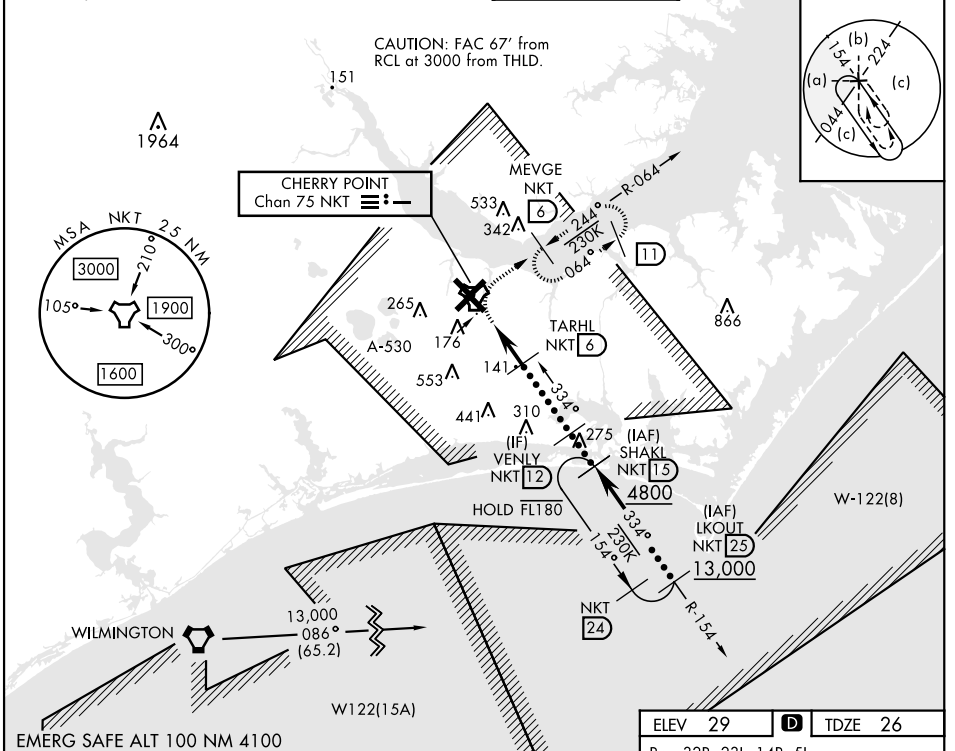 CAUTION: FAC 67' from
RCL at 3000 from THLD.
151
1964
CHERRY POINT
Chan 75 NKT
MSA NKT 25 NM
3000
210°
105°
1900
300°
1600
MEVGE
NKT 6
533
342
R-064
244°
230K
064°
11
265
176
A-530
553
141
TARHL
NKT 6
866
334°
441
310
275
(IF)
VENLY
NKT 12
(IAF)
SHAKL
NKT 15
4800
HOLD FL180
334°
230K
154°
(IAF)
LKOUT
NKT 25
13,000
W-122(8)
NKT
24
R-154
WILMINGTON
13,000
086°
(65.2)
W122(15A)
EMERG SAFE ALT 100 NM 4100
154
(b)
224
(a)
(c)
044
(c)
ELEV 29
D
TDZE 26